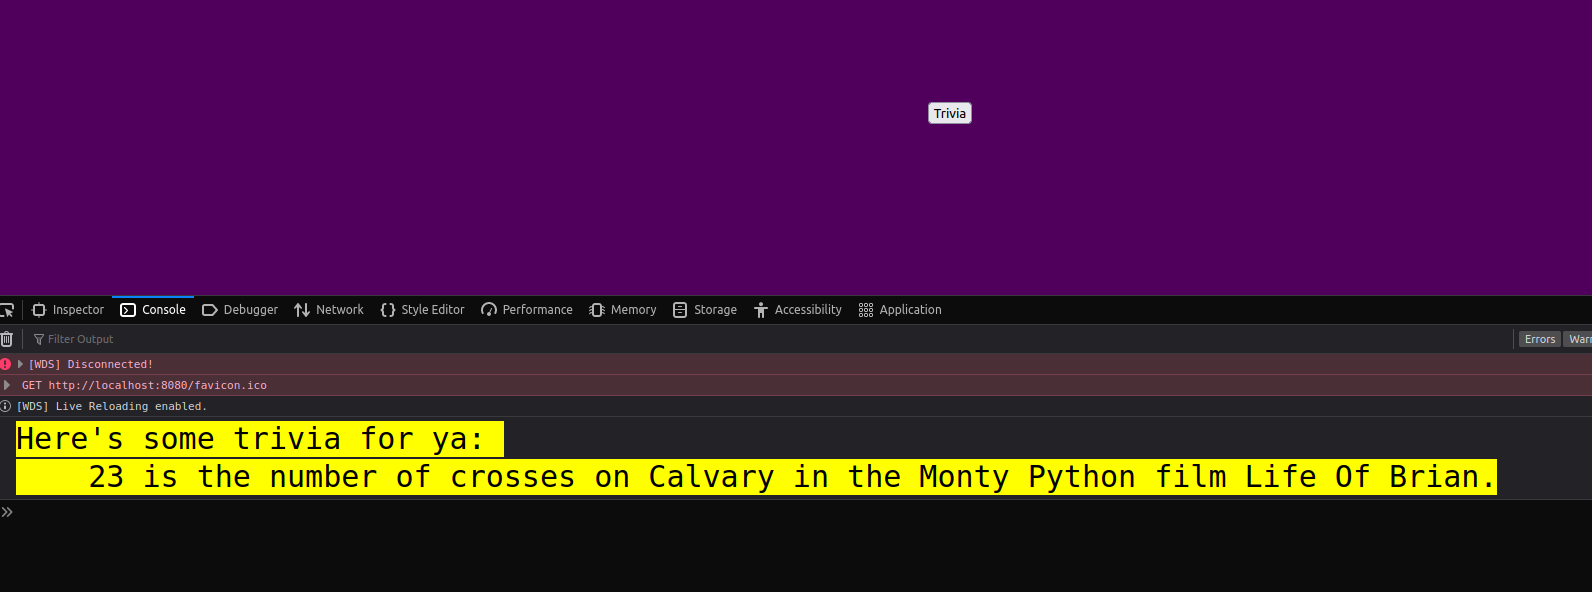 Trivia
Inspector Console Debugger Network Style Editor Performance Memory Storage Accessibility Application
Filter Output Errors
[WDS] Disconnected!
GET http://localhost:8080/favicon.ico
[WDS] Live Reloading enabled.
Here's some trivia for ya:
23 is the number of crosses on Calvary in the Monty Python film Life Of Brian.